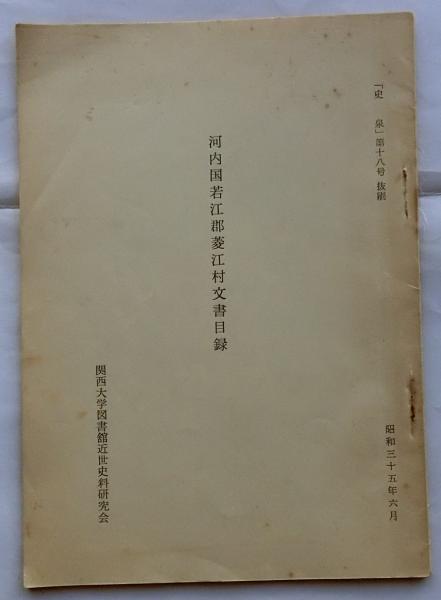 「史泉」第十八号 抜刷
河内国若江郡菱江村文書目録
昭和三十五年六月
関西大学図書館近世史料研究会